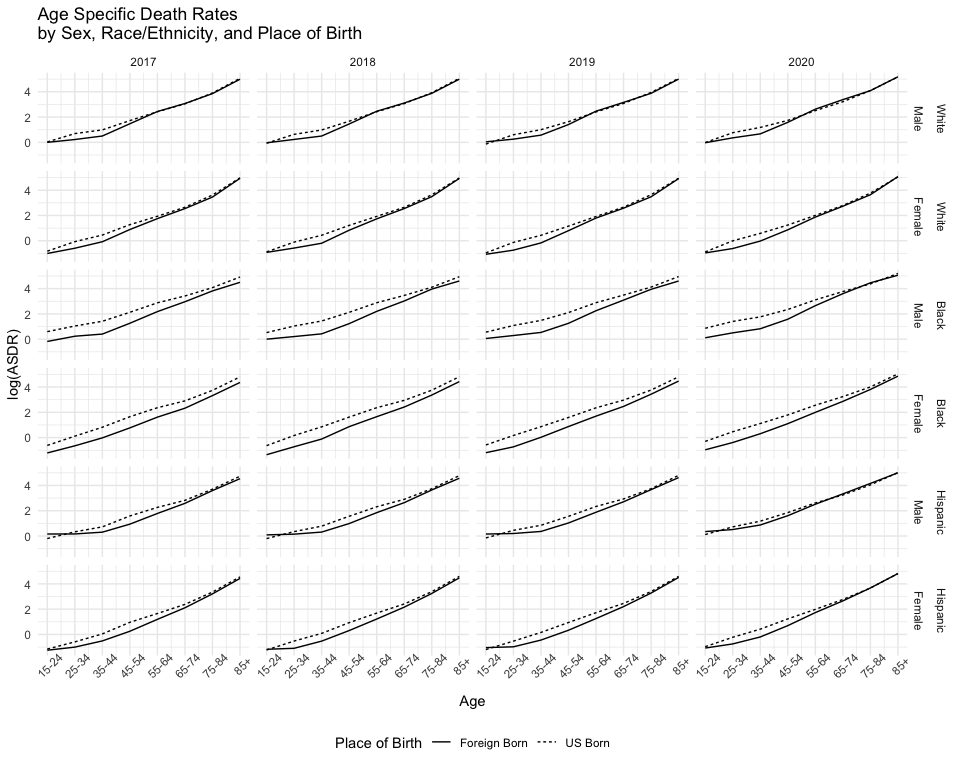 Age Specific Death Rates
by Sex, Race/Ethnicity, and Place of Birth
2017 2018 2019 2020
4
2
0
Male
White
4
2
0
Female
White
4
2
0
Male
Black
4
2
0
Female
Black
4
2
0
Male
Hispanic
4
2
0
Female
Hispanic
log(ASDR)
15-24 25-34 35-44 45-54 55-64 65-74 75-84 85+ 15-24 25-34 35-44 45-54 55-64 65-74 75-84 85+ 15-24 25-34 35-44 45-54 55-64 65-74 75-84 85+ 15-24 25-34 35-44 45-54 55-64 65-74 75-84 85+
Age
Place of Birth Foreign Born US Born